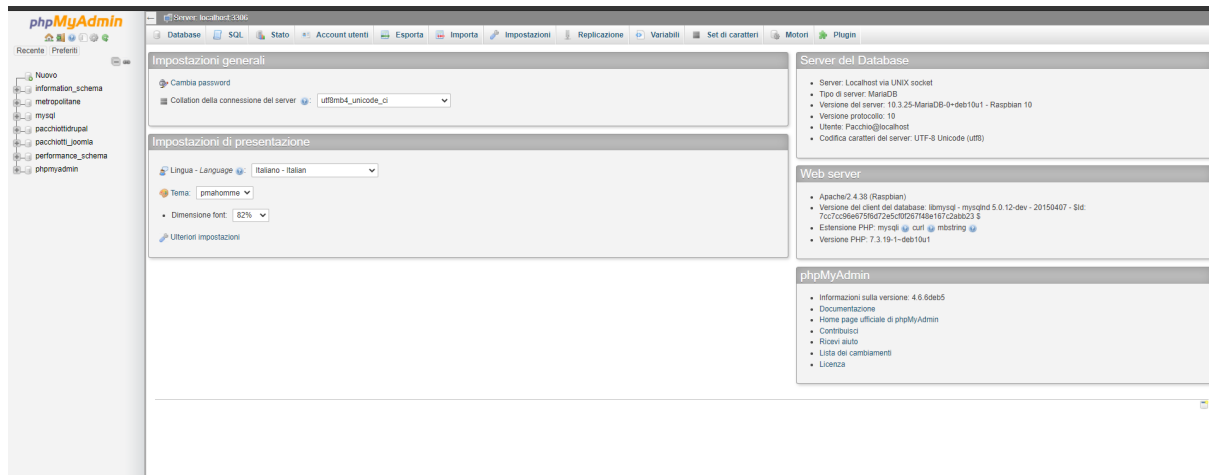 phpMyAdmin
Recente Preferiti
Nuovo
information_schema
metropolitane
mysql
pacchiottidrupal
pacchiotti_joomla
performance_schema
phpmyadmin
Server: localhost:3306
Database SQL Stato Account utenti Esporta Importa Impostazioni Replicazione Variabili Set di caratteri Motori Plugin
Impostazioni generali
Cambia password
Collation della connessione del server : utf8mb4_unicode_ci
Impostazioni di presentazione
Lingua - Language : Italiano - Italian
Tema: pmahomme
• Dimensione font: 82%
Ulteriori impostazioni
Server del Database
• Server: Localhost via UNIX socket
• Tipo di server: MariaDB
• Versione del server: 10.3.25-MariaDB-0+deb10u1 - Raspbian 10
• Versione protocollo: 10
• Utente: Pacchio@localhost
• Codifica caratteri del server: UTF-8 Unicode (utf8)
Web server
• Apache/2.4.38 (Raspbian)
• Versione del client del database: libmysql - mysqlnd 5.0.12-dev - 20150407 - $Id:
7cc7cc96e675f6d72e5cf0f267f48e167c2abb23 $
• Estensione PHP: mysqli curl mbstring
• Versione PHP: 7.3.19-1~deb10u1
phpMyAdmin
• Informazioni sulla versione: 4.6.6deb5
• Documentazione
• Home page ufficiale di phpMyAdmin
• Contribuisci
• Ricevi aiuto
• Lista dei cambiamenti
• Licenza